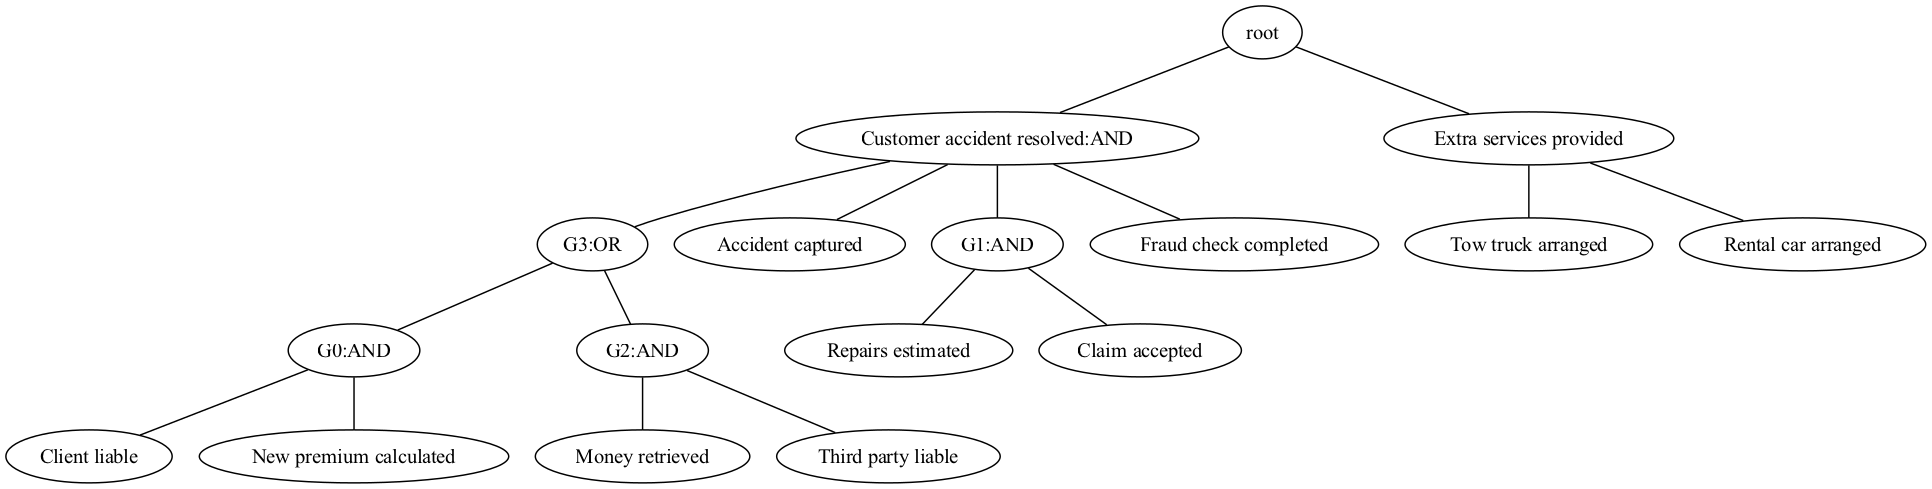 root
Customer accident resolved:AND
Extra services provided
G3:OR
Accident captured
G1:AND
Fraud check completed
Tow truck arranged
Rental car arranged
G0:AND
G2:AND
Repairs estimated
Claim accepted
Client liable
New premium calculated
Money retrieved
Third party liable